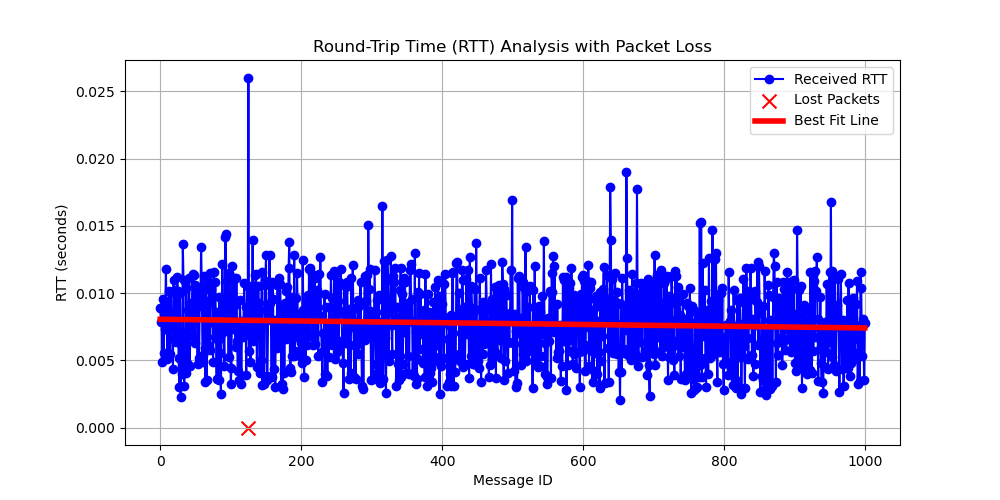 Round-Trip Time (RTT) Analysis with Packet Loss
Received RTT
Lost Packets
Best Fit Line
RTT (seconds)
0.025
0.020
0.015
0.010
0.005
0.000
0 200 400 600 800 1000
Message ID